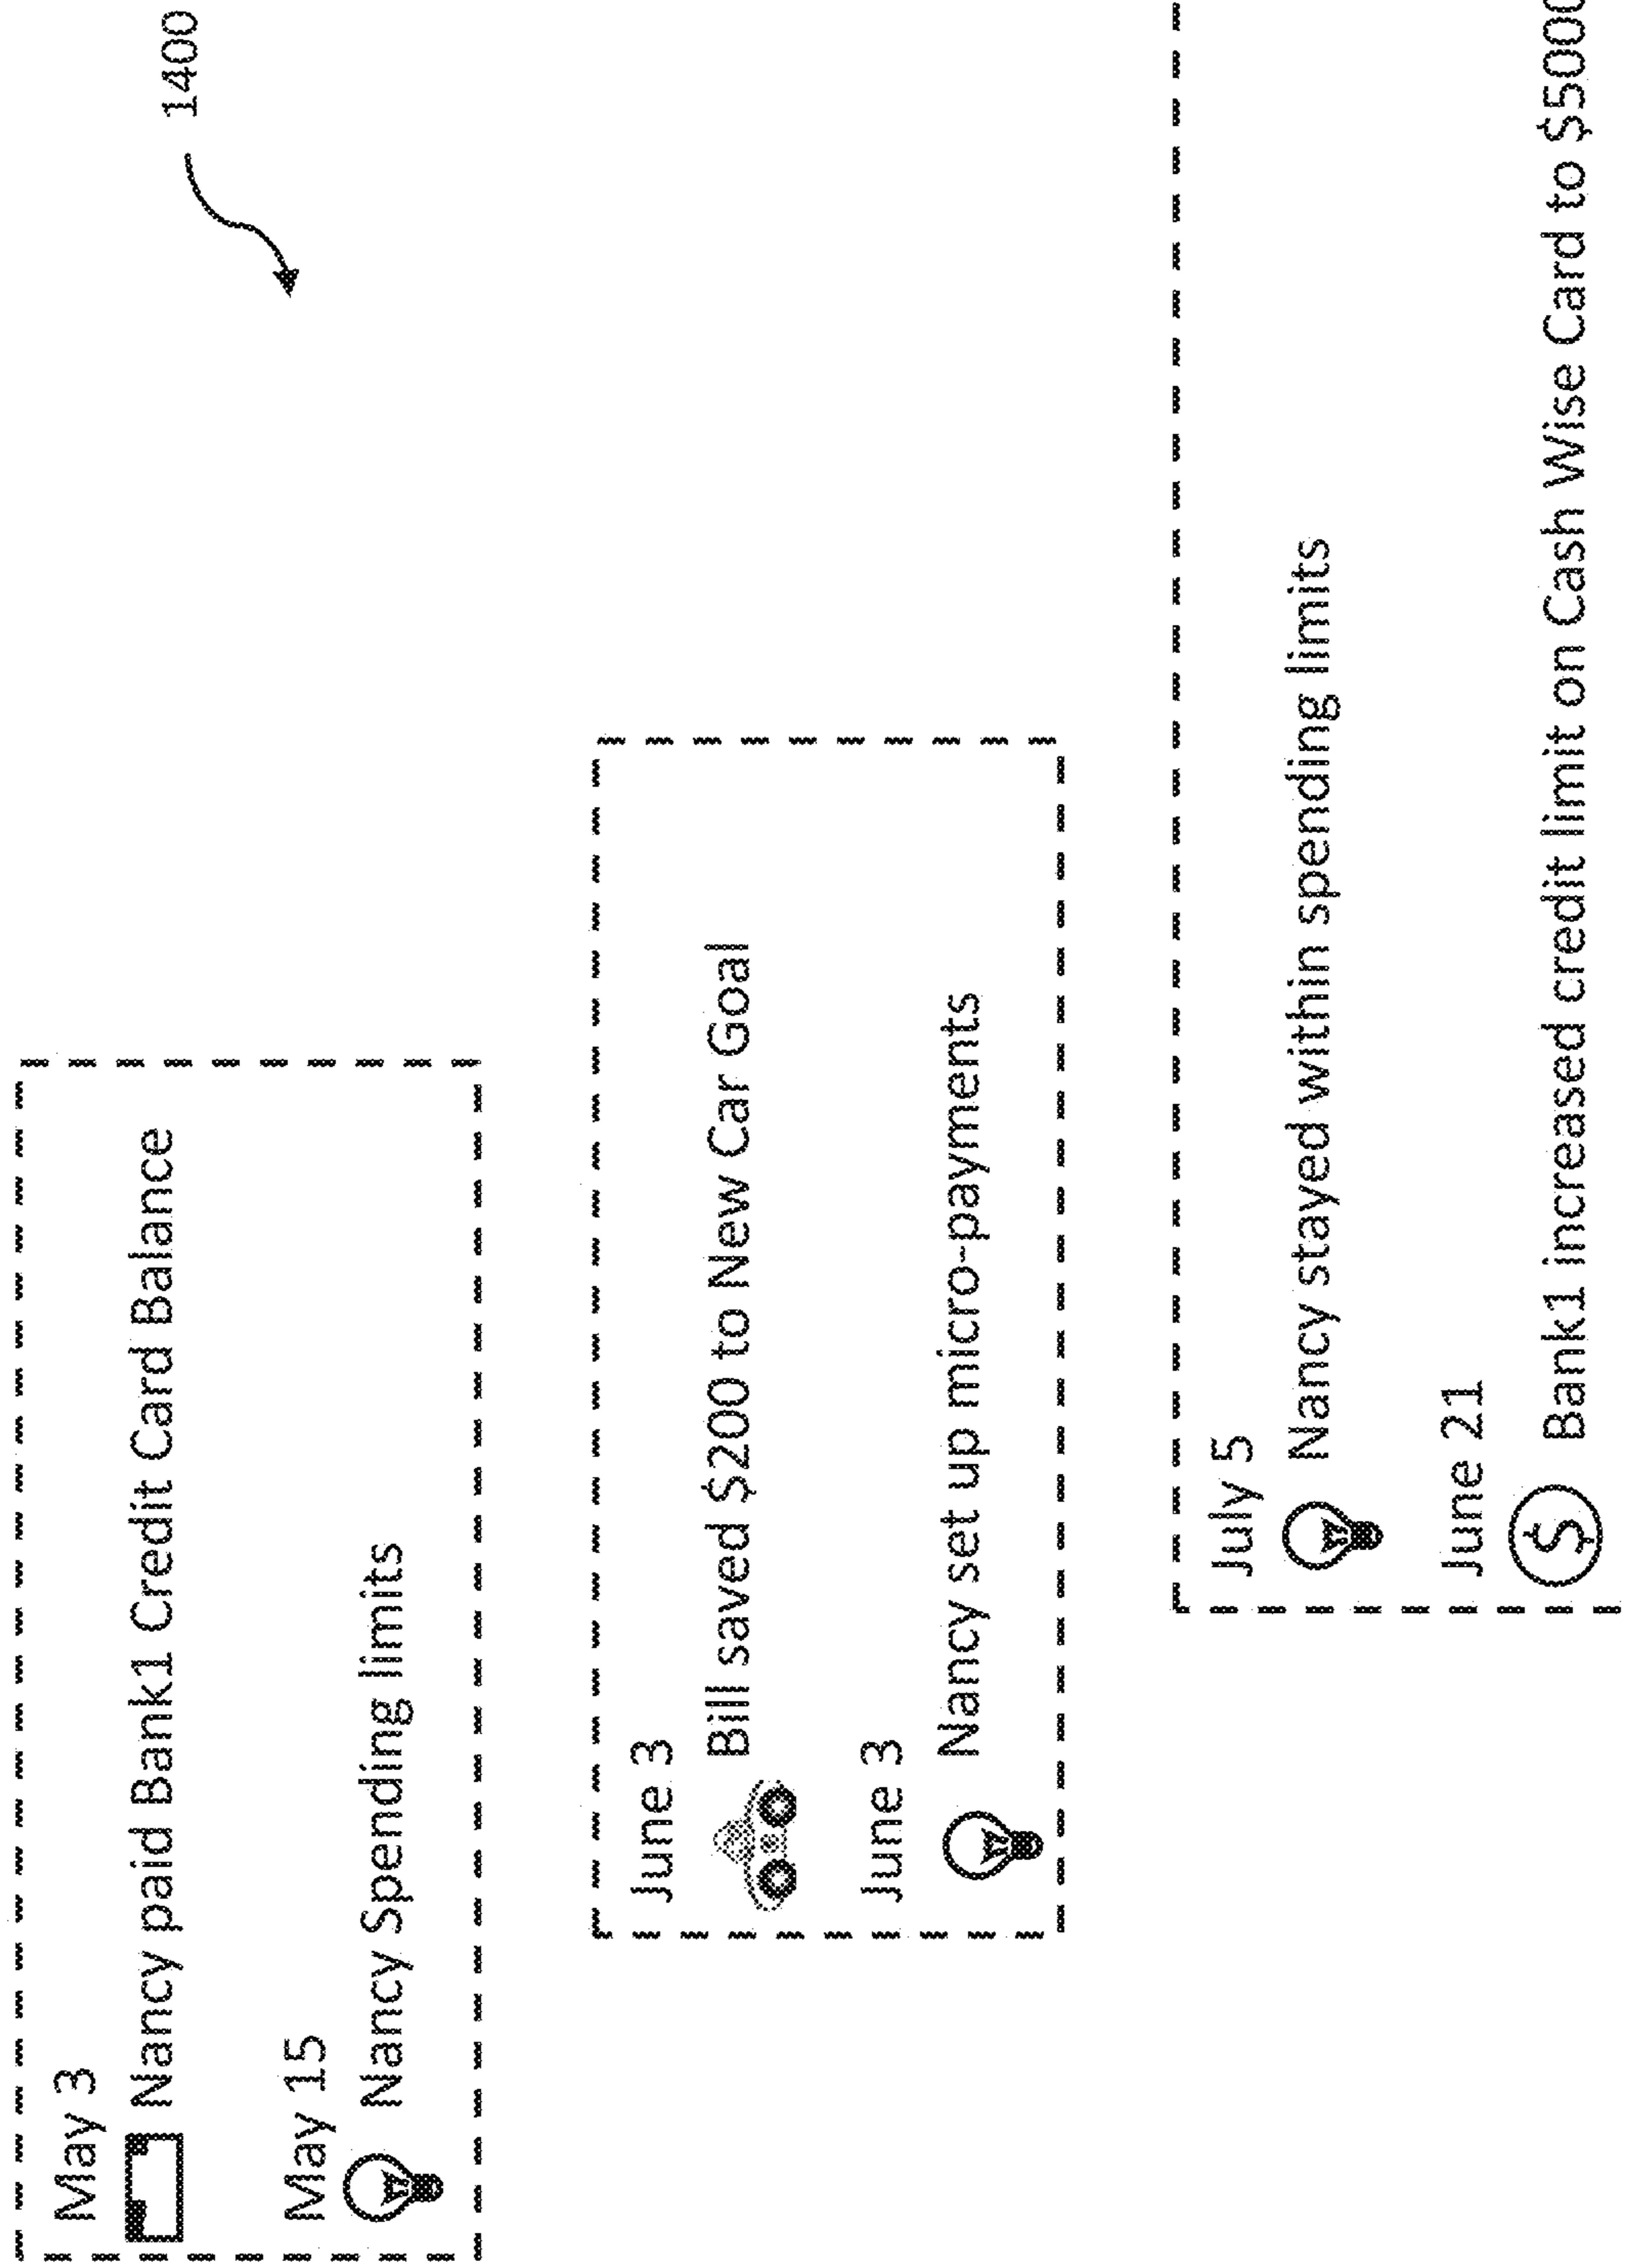 1400
May 3
Nancy paid Bank1 Credit Card Balance
May 15
Nancy Spending limits
June 3
Bill saved $200 to New Car Goal
June 3
Nancy set up micro-payments
July 5
Nancy stayed within spending limits
June 21
$ Bank1 increased credit limit on Cash Wise Card to $500